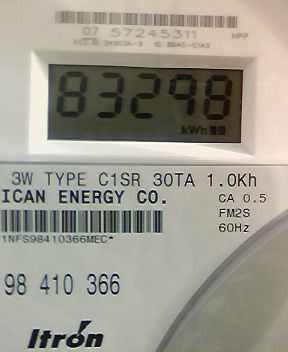 07 57245311 HPP
83298
kWh
3W TYPE C1SR 30TA 1.0Kh
ICAN ENERGY CO. CA 0.5
FM2S
60Hz
1NFS98410366MEC*
98 410 366
Itron